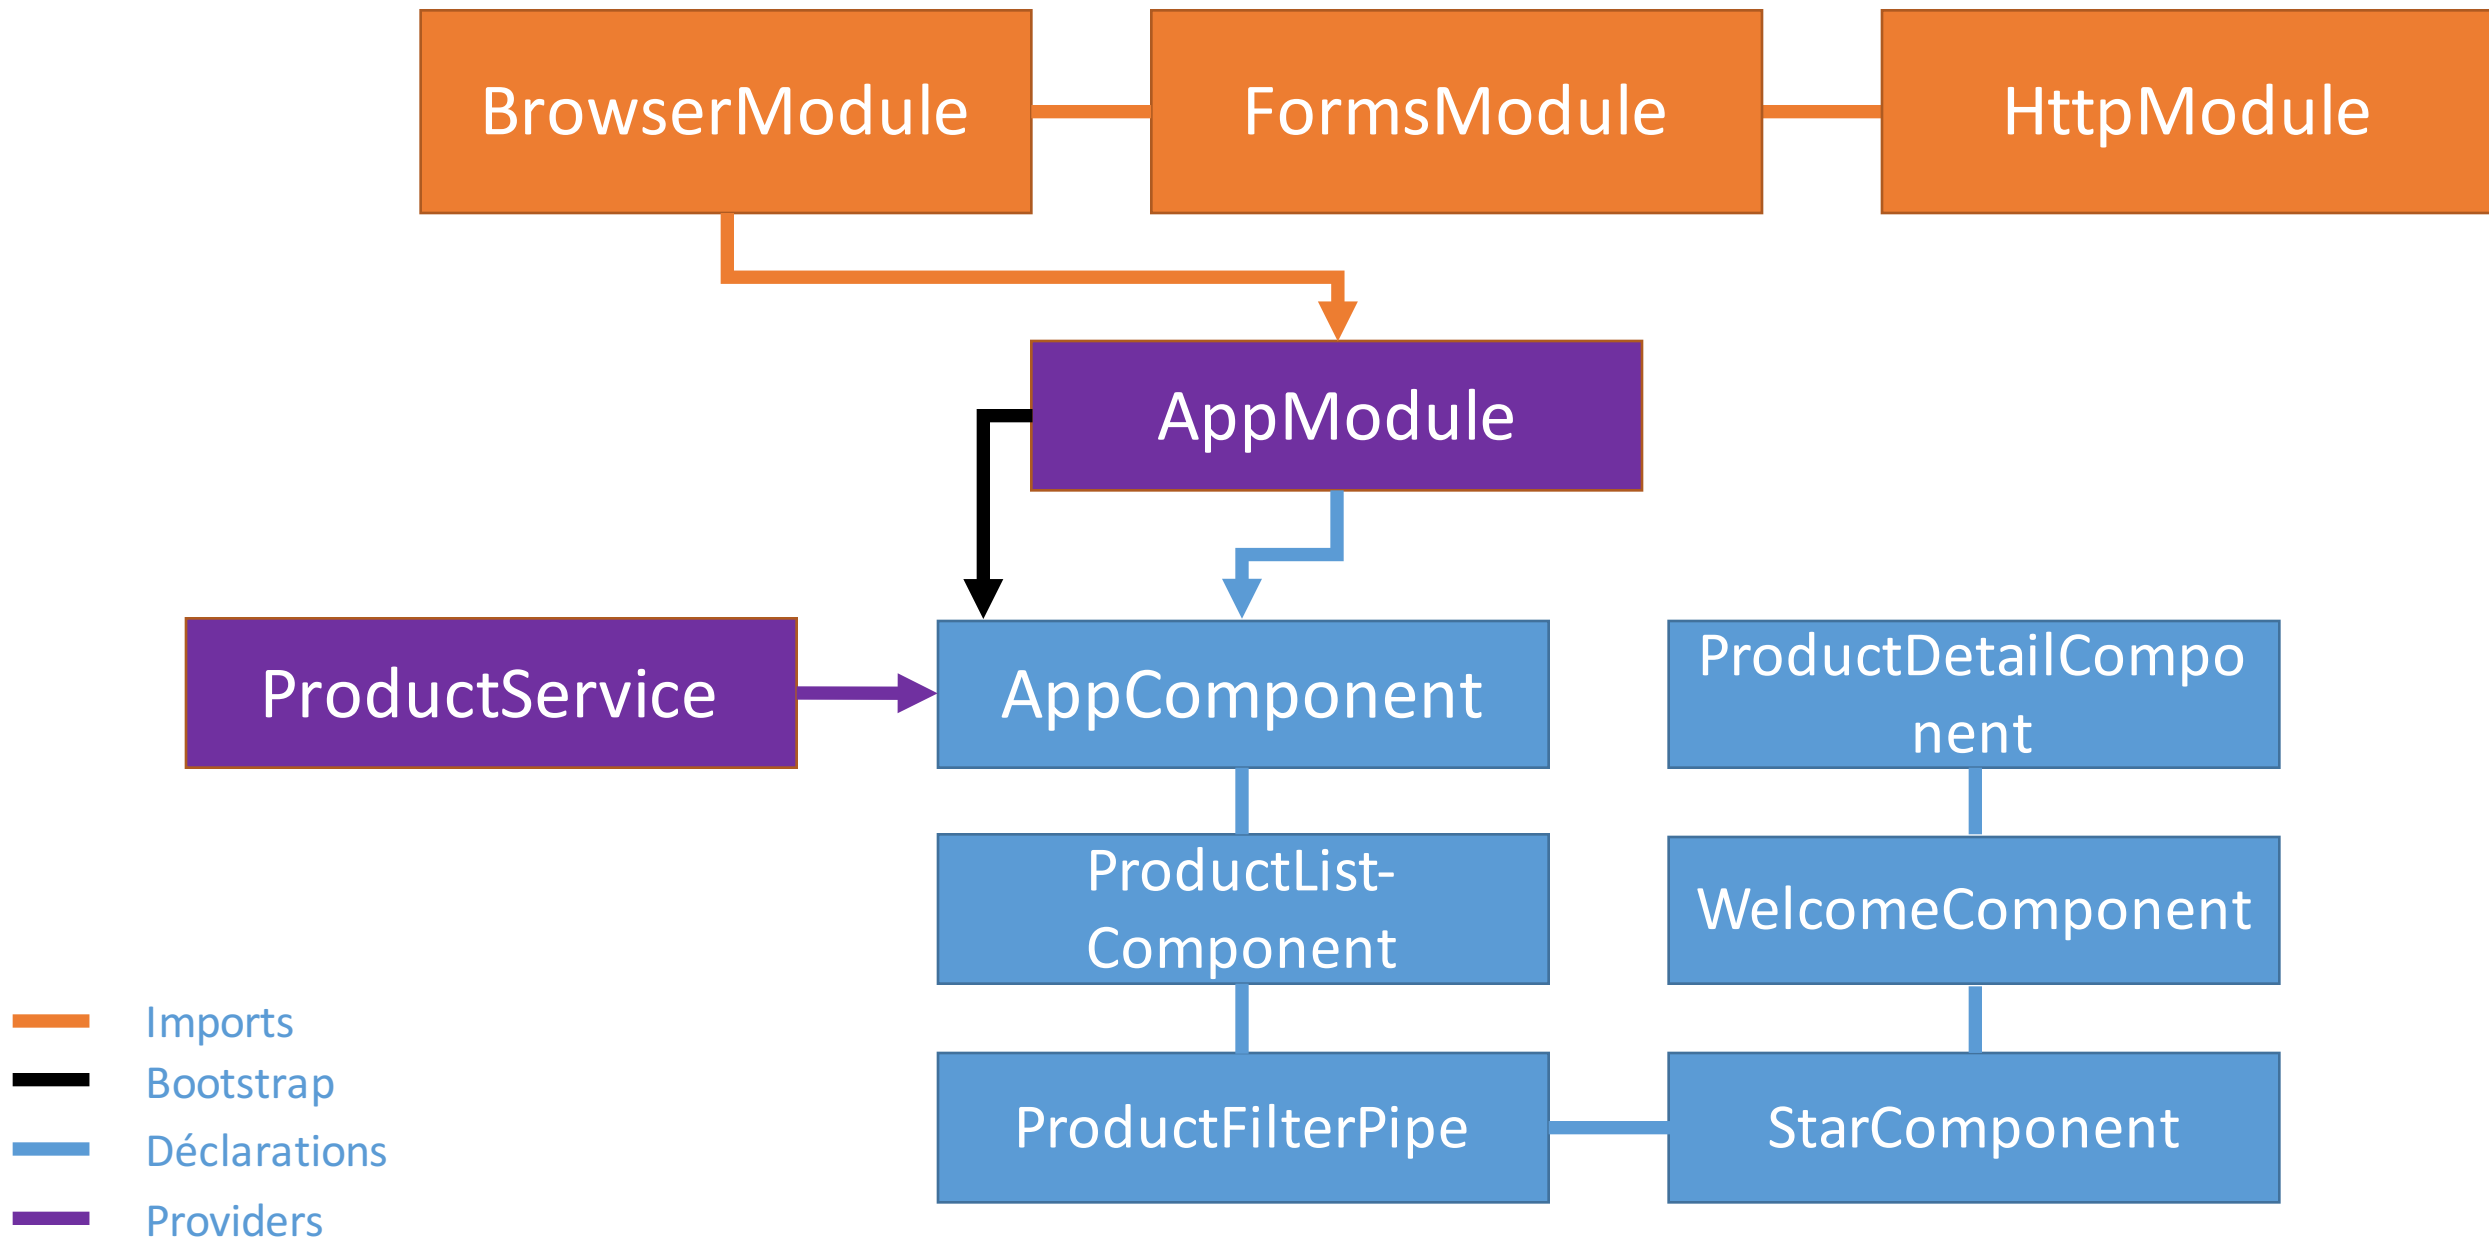 BrowserModule
FormsModule
HttpModule
AppModule
ProductService
AppComponent
ProductDetailCompo
nent
ProductList-
Component
WelcomeComponent
ProductFilterPipe
StarComponent
Imports
Bootstrap
Déclarations
Providers